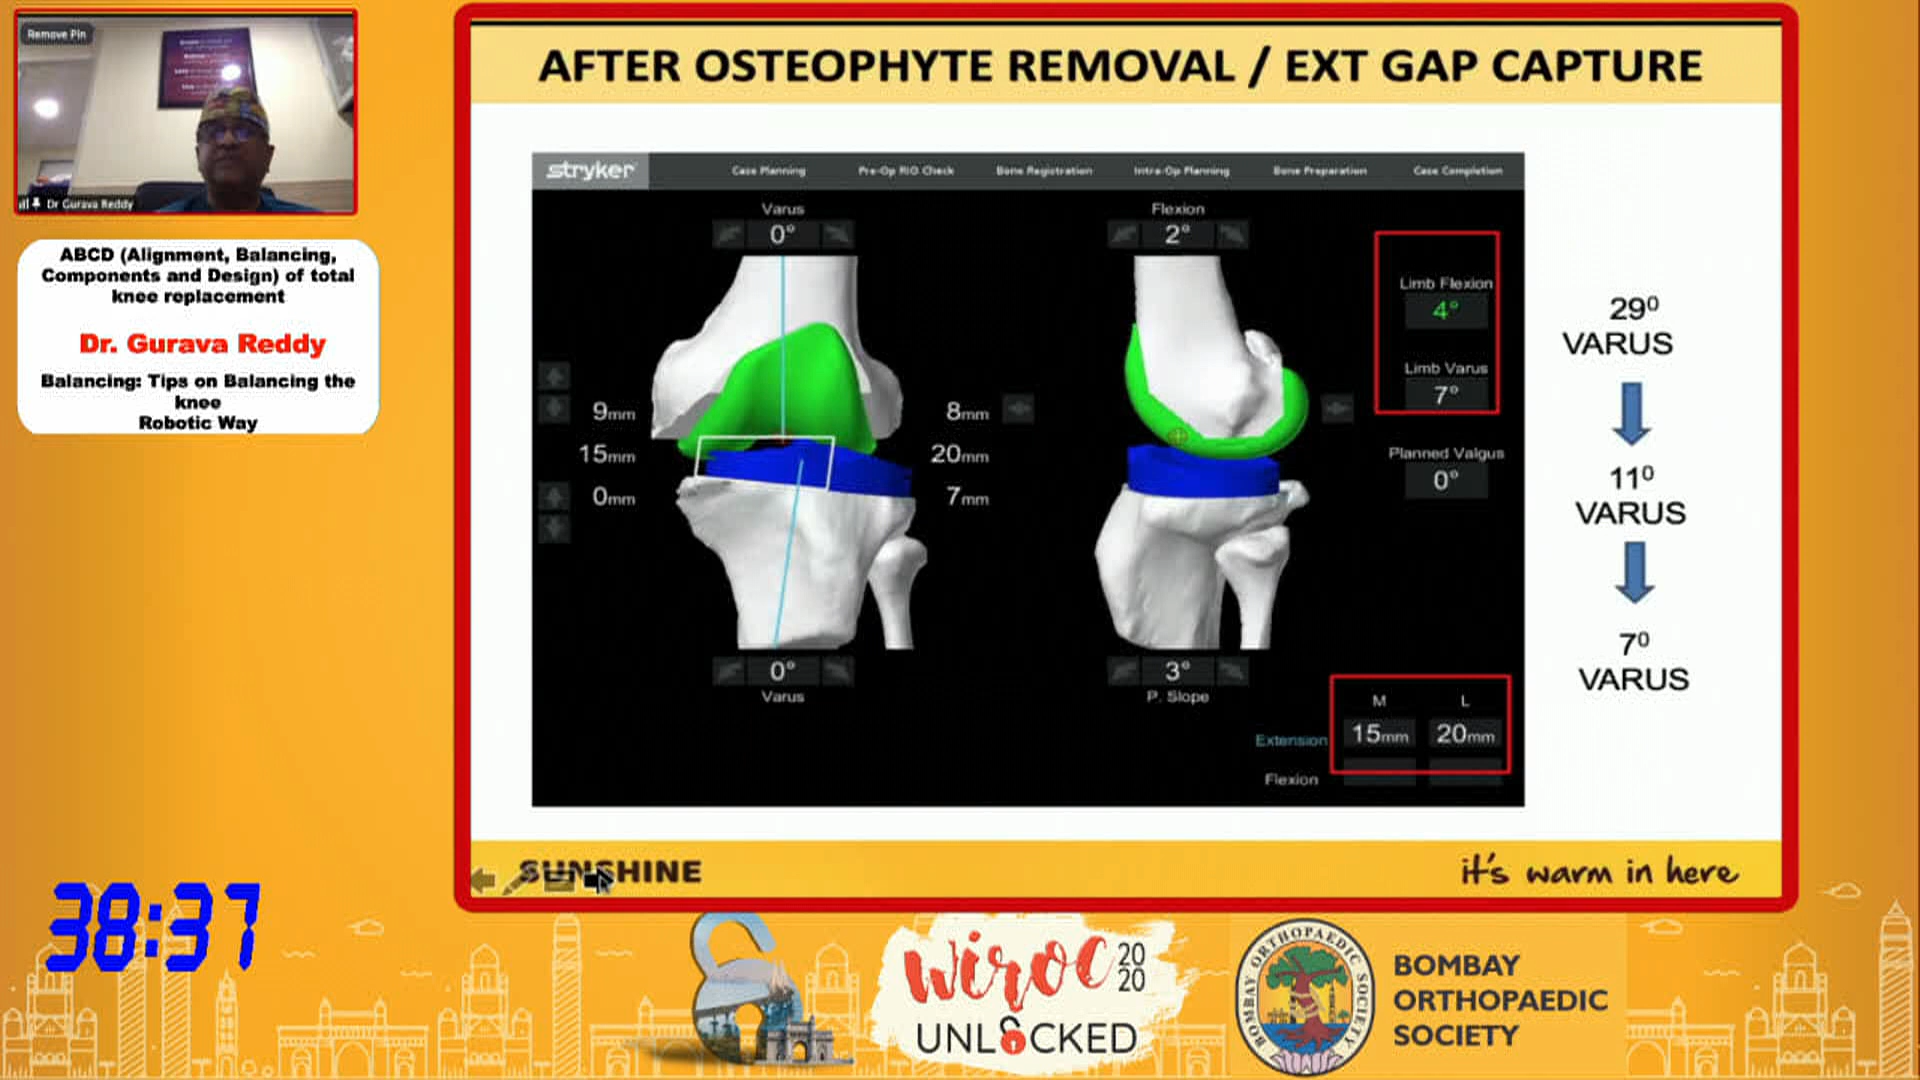 Remove Pin
Dr Gurava Reddy
ABCD (Alignment, Balancing,
Components and Design) of total
knee replacement
Dr. Gurava Reddy
Balancing: Tips on Balancing the
knee
Robotic Way
38:37
AFTER OSTEOPHYTE REMOVAL / EXT GAP CAPTURE
stryker
Case Planning
Pre-Op RIO Check
Bone Registration
Intra-Op Planning
Bone Preparation
Case Completion
Varus
0°
Flexion
2°
Limb Flexion
4°
Limb Varus
7°
Planned Valgus
0°
9mm
8mm
15mm
20mm
0mm
7mm
0°
Varus
3°
P. Slope
M L
Extension 15mm 20mm
Flexion
29⁰
VARUS
11⁰
VARUS
7⁰
VARUS
SUNSHINE
it's warm in here
WIROC 2020
UNLOCKED
BOMBAY ORTHOPAEDIC SOCIETY
BOMBAY
ORTHOPAEDIC
SOCIETY